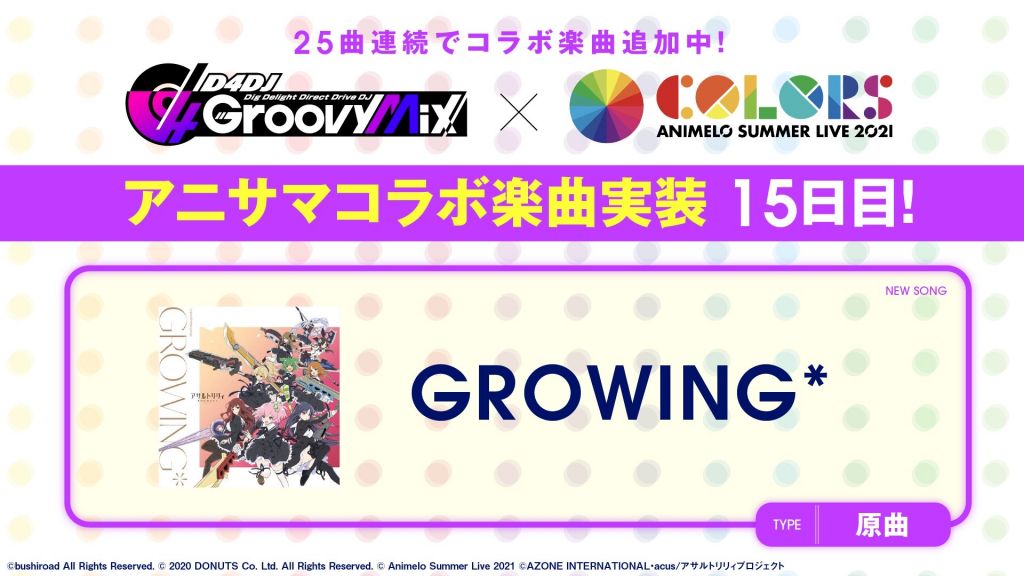 25曲連続でコラボ楽曲追加中!
D4DJ
Dig Delight Direct Drive DJ
GroovyMix
×
COLORS
ANIMELO SUMMER LIVE 2021
アニサマコラボ楽曲実装 15日目!
NEW SONG
GROWING*
アサルトリリィ
GROWING*
TYPE
原曲
©bushiroad All Rights Reserved. © 2020 DONUTS Co. Ltd. All Rights Reserved. © Animelo Summer Live 2021 ©AZONE INTERNATIONAL・acus/アサルトリリィプロジェクト